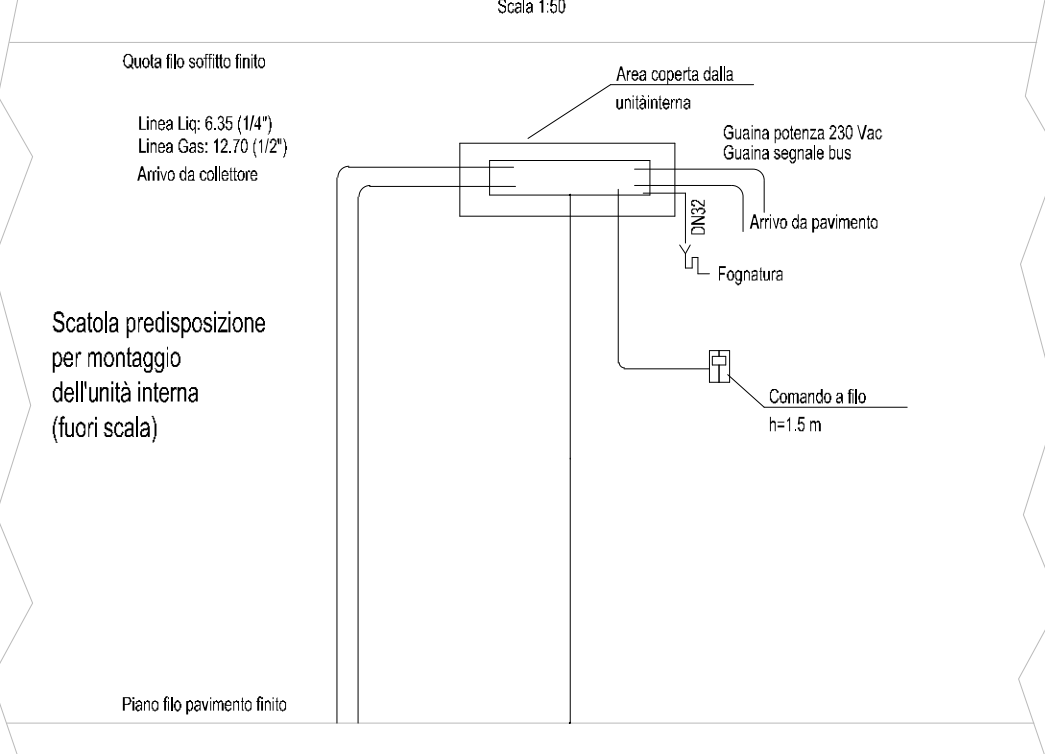 Scala 1:50
Quota filo soffitto finito
Area coperta dalla
unitàinterna
Linea Liq: 6.35 (1/4")
Linea Gas: 12.70 (1/2")
Arrivo da collettore
Guaina potenza 230 Vac
Guaina segnale bus
DN32
Arrivo da pavimento
Fognatura
Scatola predisposizione
per montaggio
dell'unità interna
(fuori scala)
Comando a filo
h=1.5 m
Piano filo pavimento finito